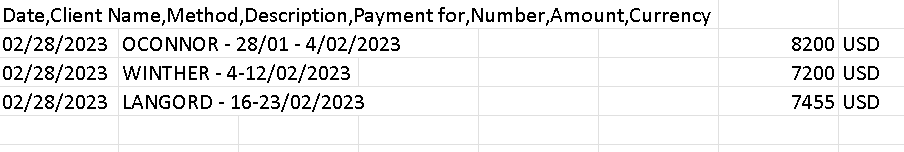 Date,Client Name,Method,Description,Payment for,Number,Amount,Currency
02/28/2023 OCONNOR - 28/01 - 4/02/2023 8200 USD
02/28/2023 WINTHER - 4-12/02/2023 7200 USD
02/28/2023 LANGORD - 16-23/02/2023 7455 USD